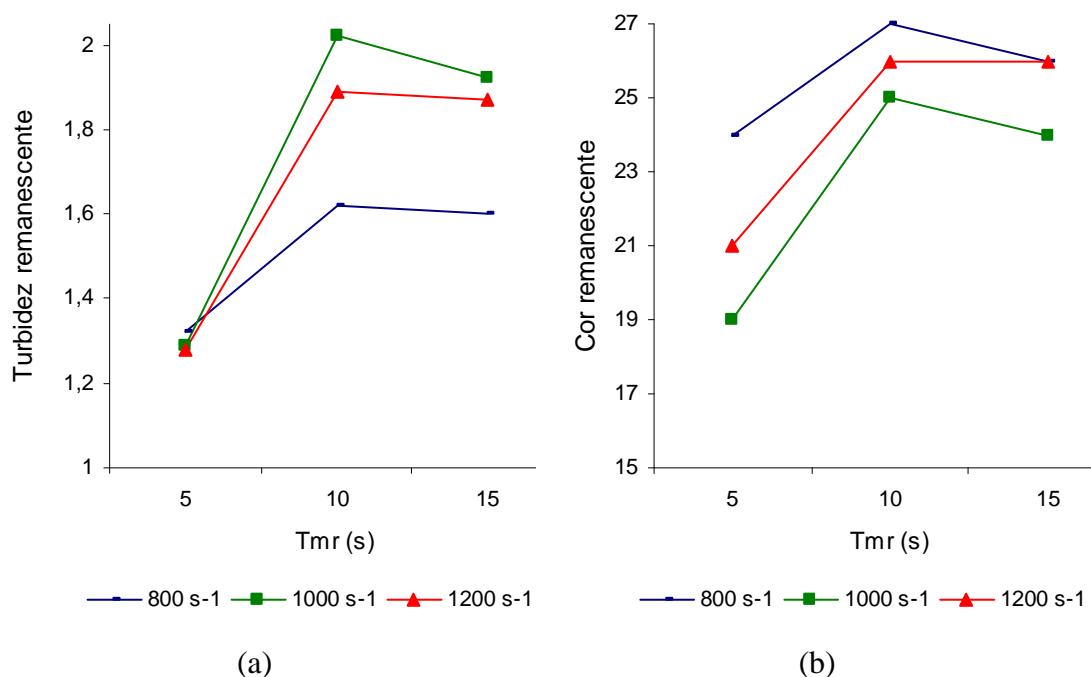 Turbidez remanescente
2
1,8
1,6
1,4
1,2
1
5 10 15
Tmr (s)
800 s-1 1000 s-1 1200 s-1
(a)
Cor remanescente
27
25
23
21
19
17
15
5 10 15
Tmr (s)
800 s-1 1000 s-1 1200 s-1
(b)